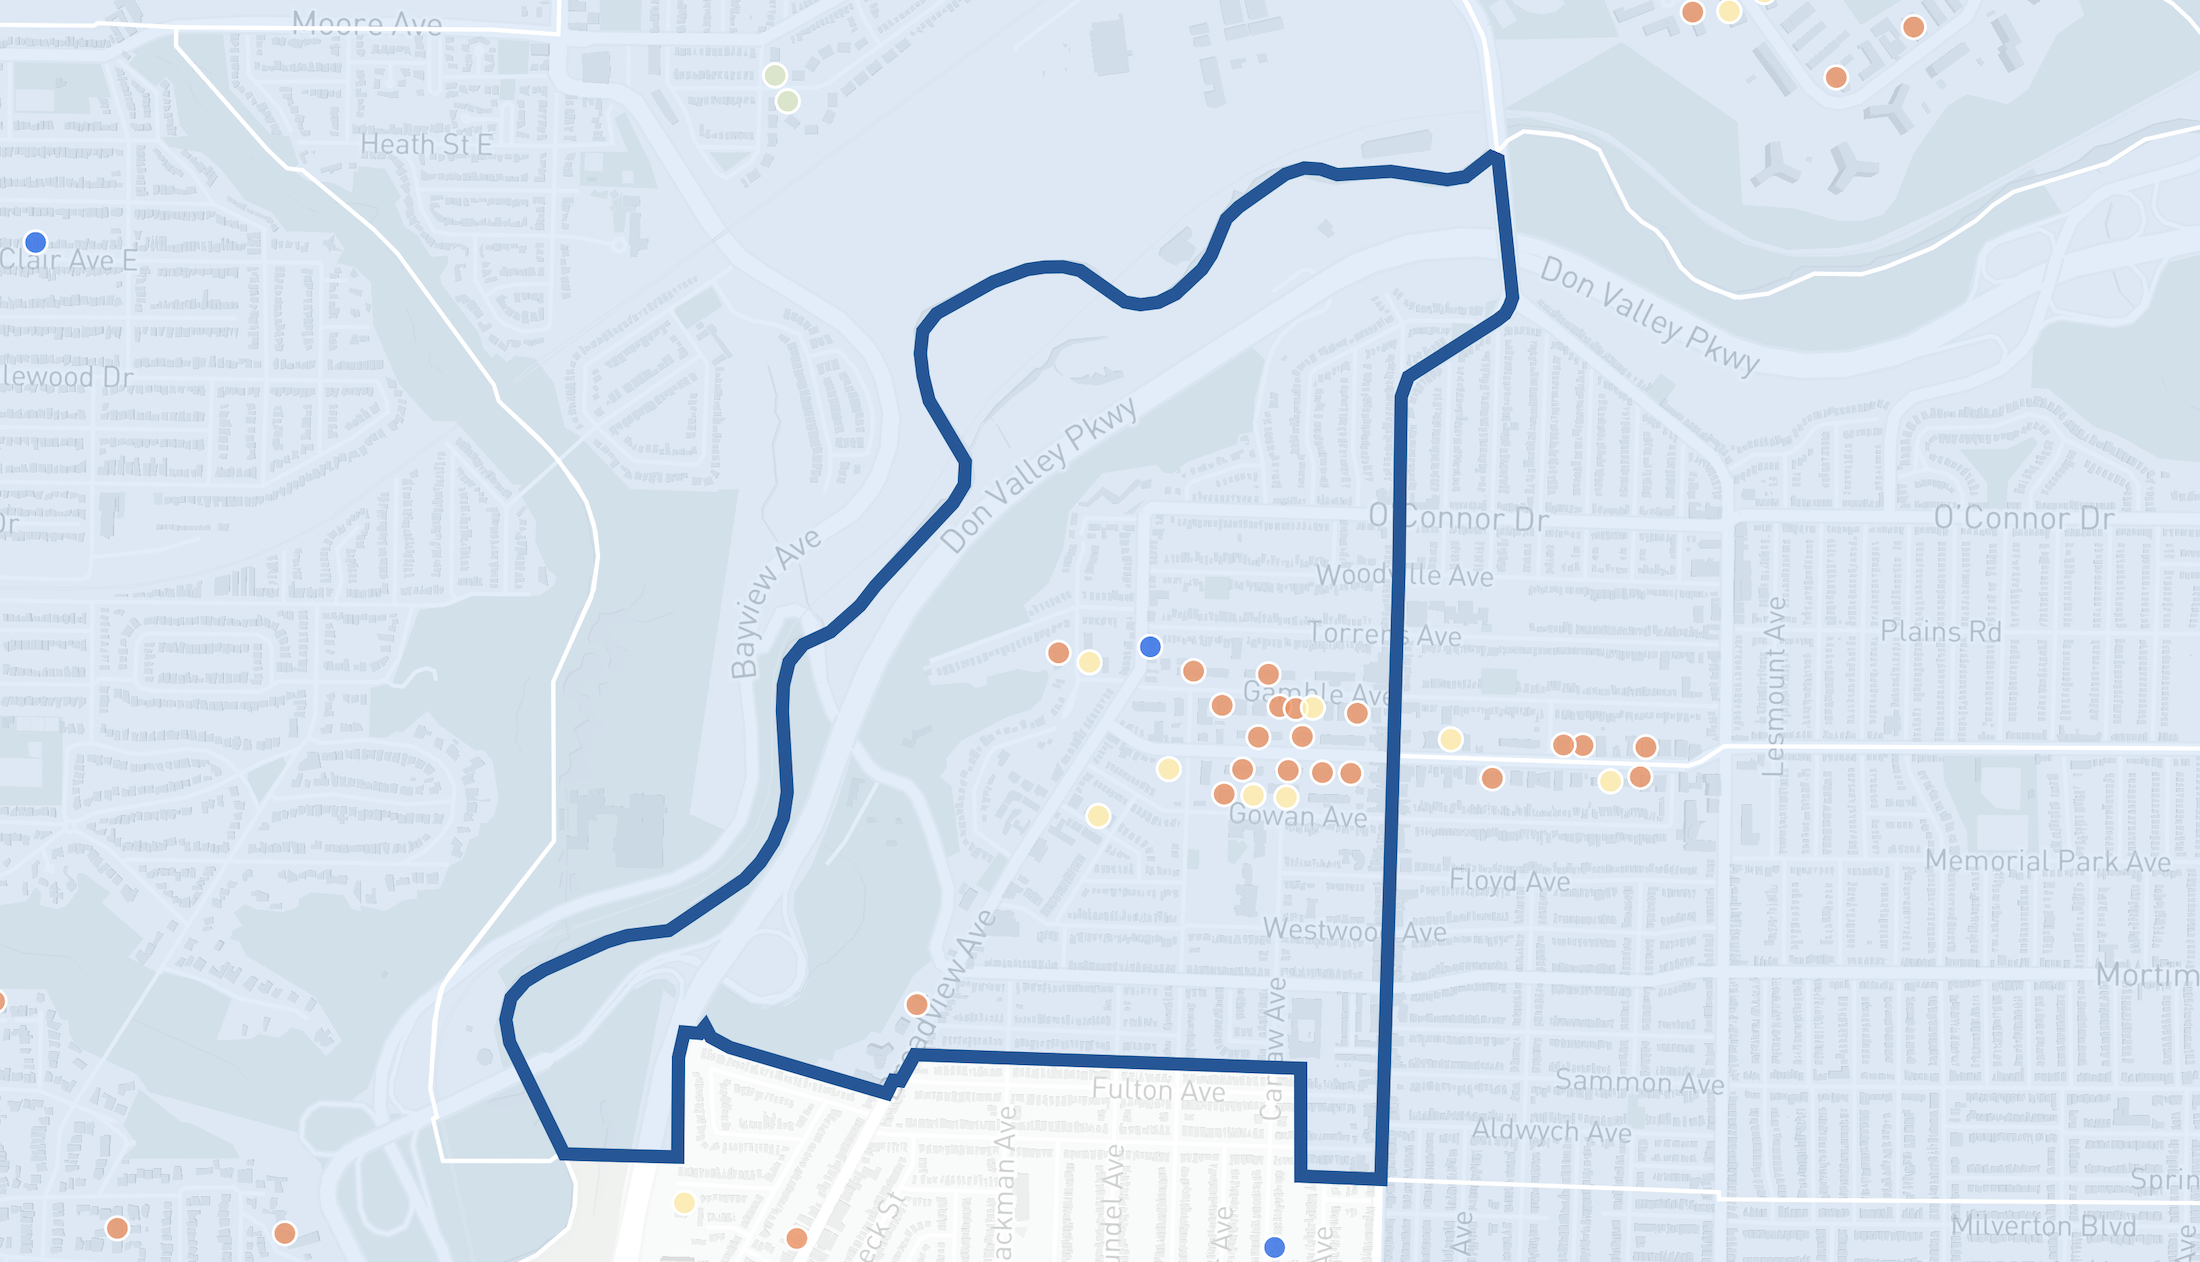 Moore Ave
Heath St E
Clair Ave E
lewood Dr
Dr
Don Valley Pkwy
Don Valley Pkwy
Bayview Ave
O'Connor Dr
O'Connor Dr
Woodville Ave
Torrens Ave
Plains Rd
Lesmount Ave
Gamble Ave
Gowan Ave
Memorial Park Ave
Floyd Ave
Westwood Ave
Mortim
adview Ave
Carlaw Ave
Fulton Ave
Sammon Ave
Aldwych Ave
ackman Ave
undel Ave
eck St
Ave
Ave
Ave
Sprin
Milverton Blvd
Ave